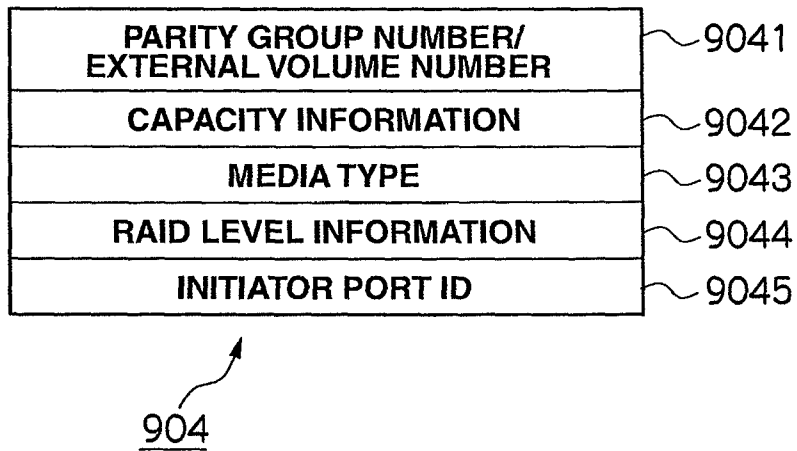 PARITY GROUP NUMBER/
EXTERNAL VOLUME NUMBER
9041
CAPACITY INFORMATION
9042
MEDIA TYPE
9043
RAID LEVEL INFORMATION
9044
INITIATOR PORT ID
9045
904